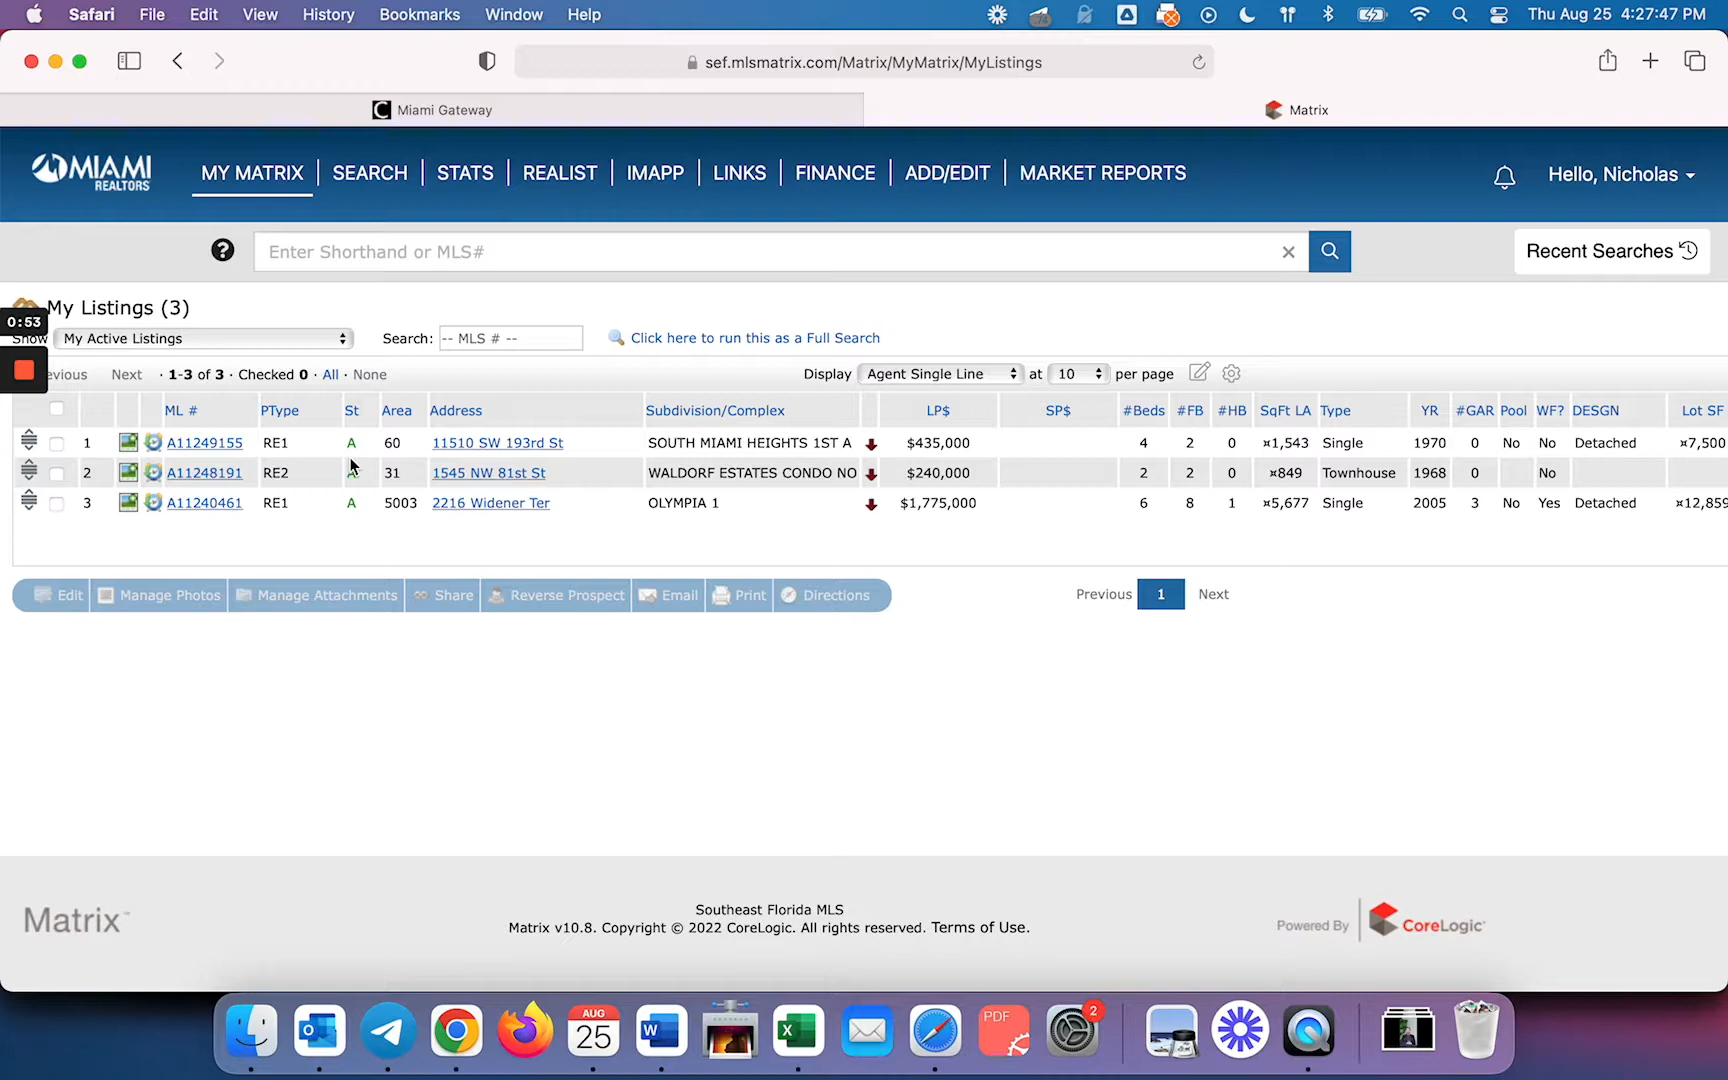 Safari File Edit View History Bookmarks Window Help Thu Aug 25 4:27:47 PM
sef.mlsmatrix.com/Matrix/MyMatrix/MyListings
Miami Gateway Matrix
MIAMI REALTORS MY MATRIX SEARCH STATS REALIST IMAPP LINKS FINANCE ADD/EDIT MARKET REPORTS Hello, Nicholas
Enter Shorthand or MLS# Recent Searches
My Listings (3)
0:53
Show My Active Listings Search: -- MLS # -- Click here to run this as a Full Search
evious Next · 1-3 of 3 · Checked 0 · All · None Display Agent Single Line at 10 per page
ML # PType St Area Address Subdivision/Complex LP$ SP$ #Beds #FB #HB SqFt LA Type YR #GAR Pool WF? DESGN Lot SF
1 A11249155 RE1 A 60 11510 SW 193rd St SOUTH MIAMI HEIGHTS 1ST A $435,000 4 2 0 ¤1,543 Single 1970 0 No No Detached ¤7,500
2 A11248191 RE2 A 31 1545 NW 81st St WALDORF ESTATES CONDO NO $240,000 2 2 0 ¤849 Townhouse 1968 0 No
3 A11240461 RE1 A 5003 2216 Widener Ter OLYMPIA 1 $1,775,000 6 8 1 ¤5,677 Single 2005 3 No Yes Detached ¤12,859
Edit Manage Photos Manage Attachments Share Reverse Prospect Email Print Directions Previous 1 Next
Matrix™
Southeast Florida MLS
Matrix v10.8. Copyright © 2022 CoreLogic. All rights reserved. Terms of Use.
Powered By CoreLogic
AUG
25
PDF
2